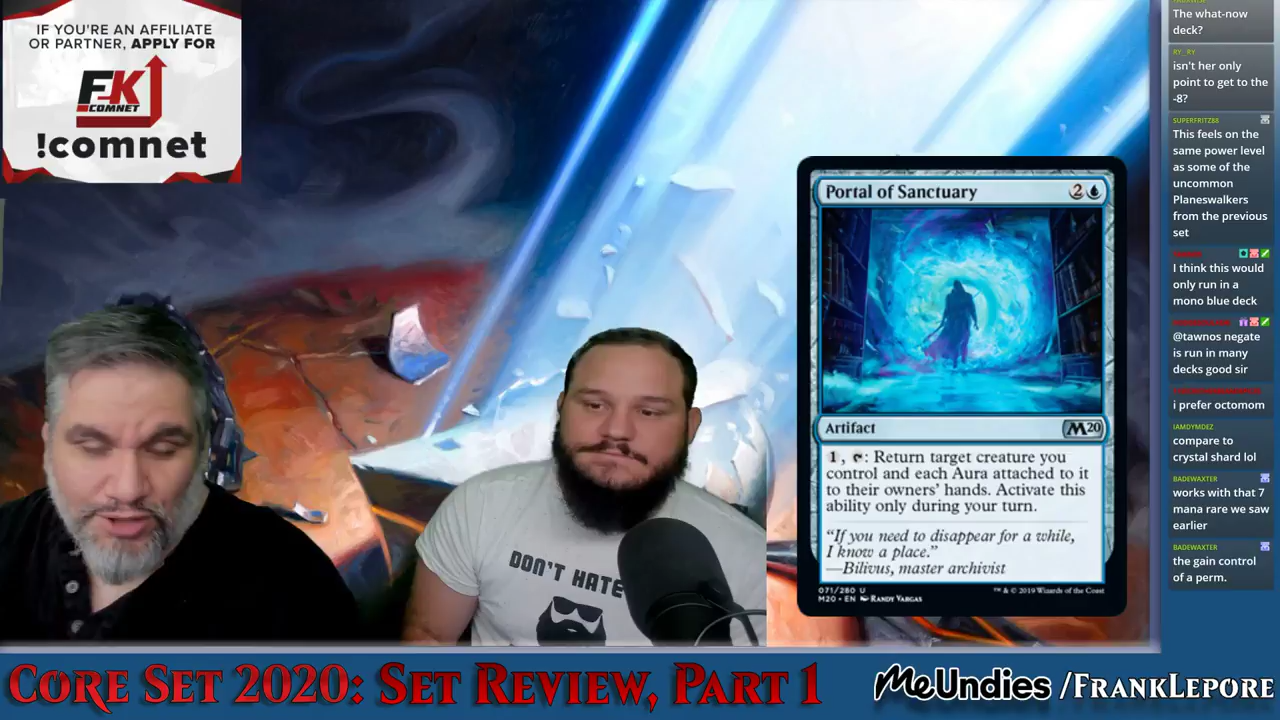 IF YOU'RE AN AFFILIATE
OR PARTNER, APPLY FOR
F2K
COMNET
!comnet
Portal of Sanctuary 2
Artifact M20
1, : Return target creature you
control and each Aura attached to it
to their owners' hands. Activate this
ability only during your turn.
"If you need to disappear for a while,
I know a place."
—Bilivus, master archivist
071/280 U
M20 • EN Randy Vargas
™ & © 2019 Wizards of the Coast
DON'T HATE
The what-now
deck?
RY_RY
isn't her only
point to get to the
-8?
SUPERFRITZ88
This feels on the
same power level
as some of the
uncommon
Planeswalkers
from the previous
set
I think this would
only run in a
mono blue deck
@tawnos negate
is run in many
decks good sir
i prefer octomom
IAMDYMDEZ
compare to
crystal shard lol
BADEWAXTER
works with that 7
mana rare we saw
earlier
BADEWAXTER
the gain control
of a perm.
Core Set 2020: Set Review, Part 1
MeUndies /FrankLepore